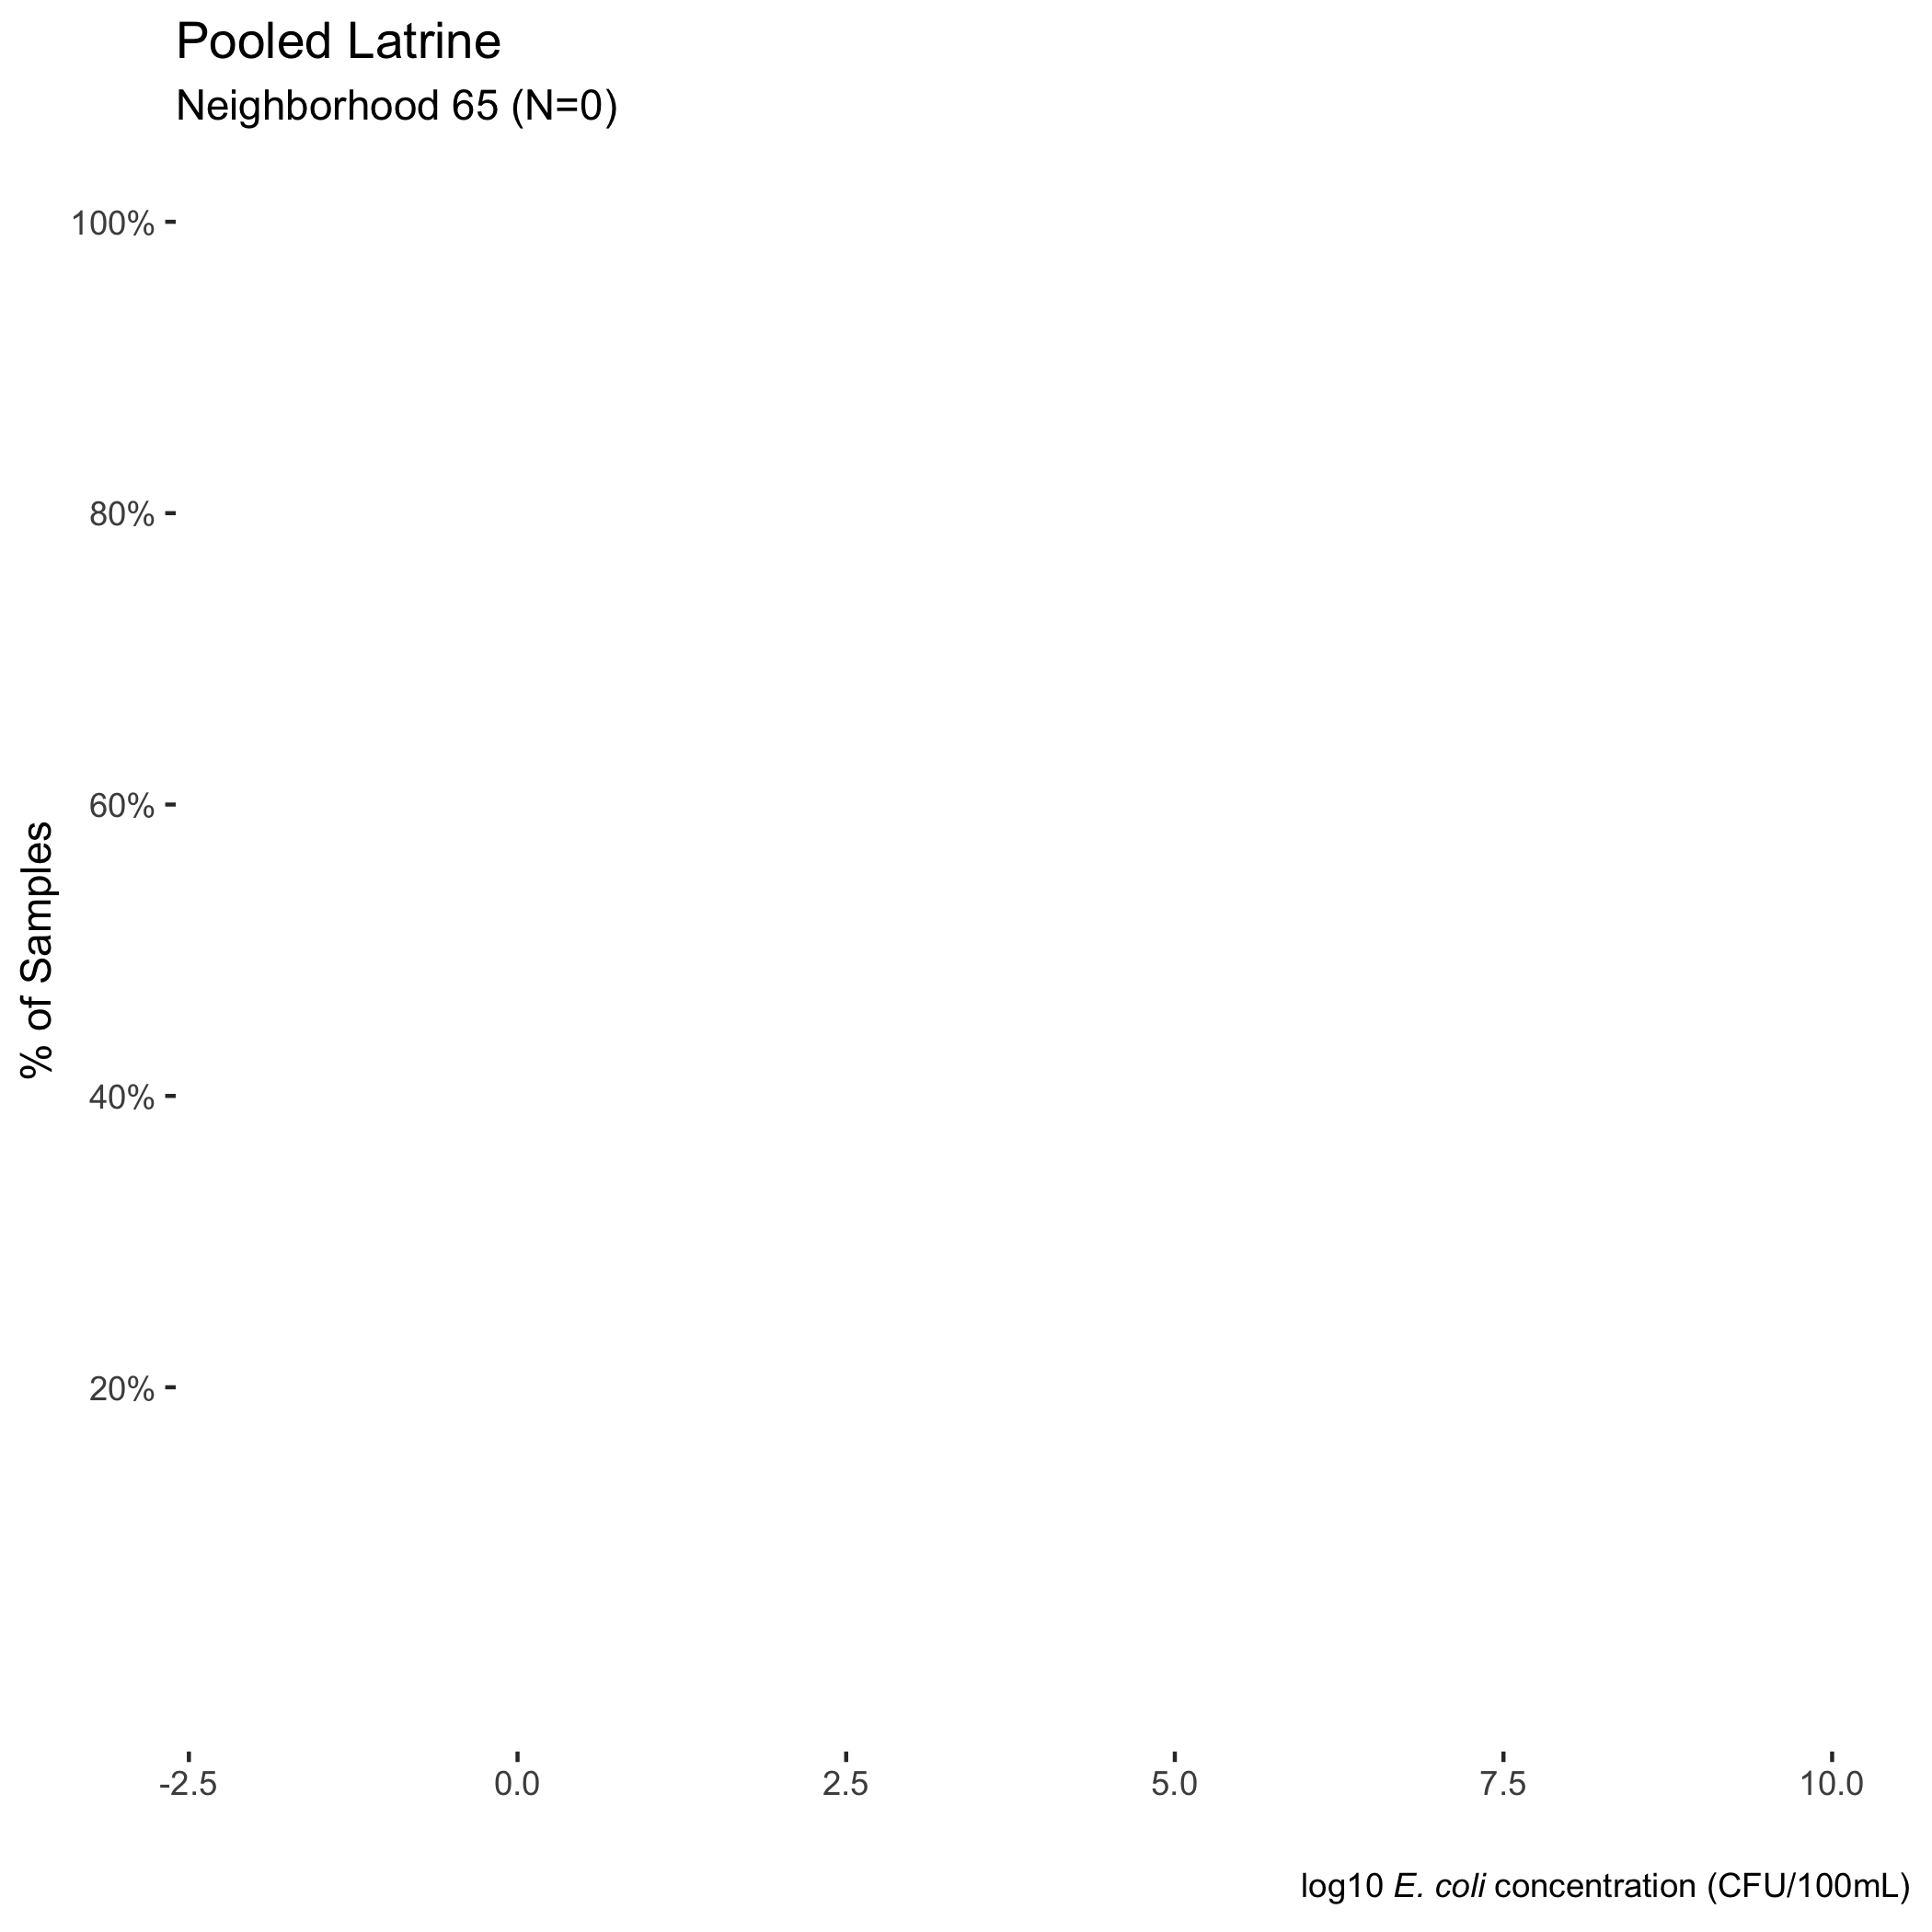 Pooled Latrine
Neighborhood 65 (N=0)
100%
80%
60%
40%
20%
% of Samples
-2.5 0.0 2.5 5.0 7.5 10.0
log10 E. coli concentration (CFU/100mL)